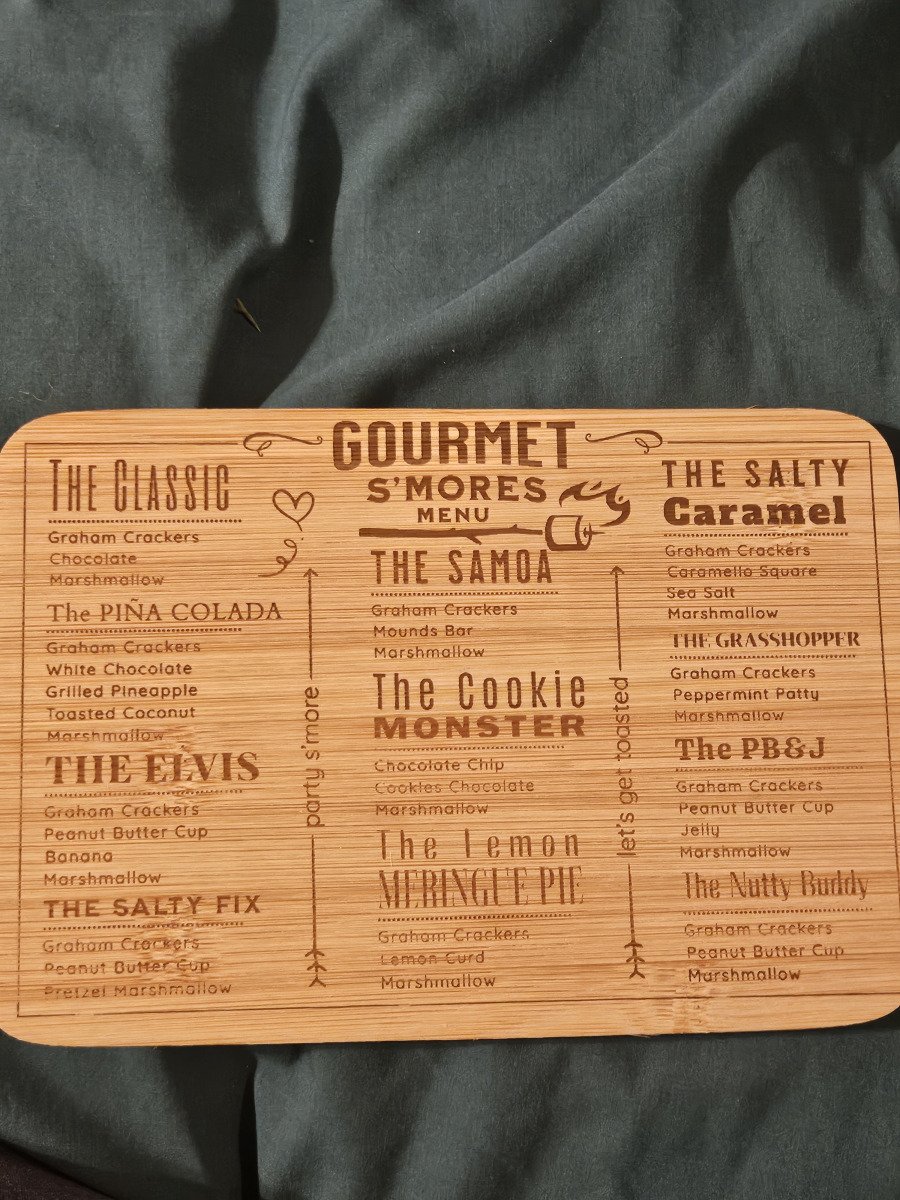 GOURMET
S'MORES
MENU
THE CLASSIC
Graham Crackers
Chocolate
Marshmallow
The PIÑA COLADA
Graham Crackers
White Chocolate
Grilled Pineapple
Toasted Coconut
Marshmallow
THE ELVIS
Graham Crackers
Peanut Butter Cup
Banana
Marshmallow
THE SALTY FIX
Graham Crackers
Peanut Butter Cup
Pretzel Marshmallow
party s'more
THE SAMOA
Graham Crackers
Mounds Bar
Marshmallow
The Cookie
MONSTER
Chocolate Chip
Cookies Chocolate
Marshmallow
The Lemon
MERINGUE PIE
Graham Crackers
Lemon Curd
Marshmallow
let's get toasted
THE SALTY
Caramel
Graham Crackers
Caramello Square
Sea Salt
Marshmallow
THE GRASSHOPPER
Graham Crackers
Peppermint Patty
Marshmallow
The PB&J
Graham Crackers
Peanut Butter Cup
Jelly
Marshmallow
The Nutty Buddy
Graham Crackers
Peanut Butter Cup
Marshmallow